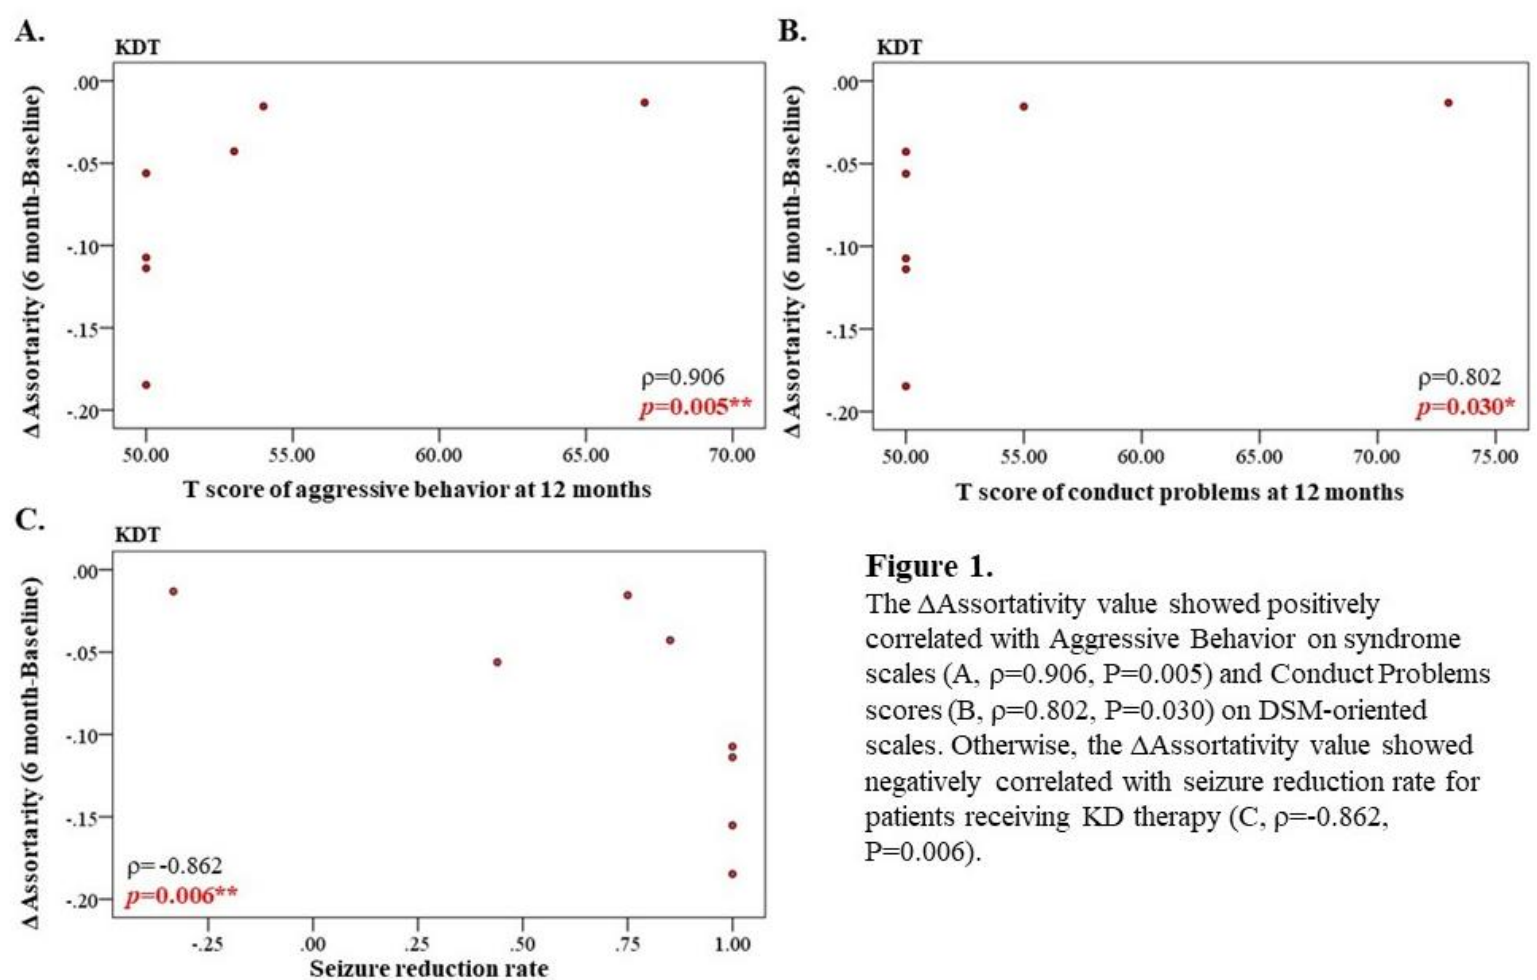 A.
KDT
Δ Assortarity (6 month-Baseline)
.00
-.05
-.10
-.15
-.20
ρ=0.906
p=0.005**
50.00 55.00 60.00 65.00 70.00
T score of aggressive behavior at 12 months
B.
KDT
Δ Assortarity (6 month-Baseline)
.00
-.05
-.10
-.15
-.20
ρ=0.802
p=0.030*
50.00 55.00 60.00 65.00 70.00 75.00
T score of conduct problems at 12 months
C.
KDT
Δ Assortarity (6 month-Baseline)
.00
-.05
-.10
-.15
-.20
ρ=-0.862
p=0.006**
-.25 .00 .25 .50 .75 1.00
Seizure reduction rate
Figure 1.
The ΔAssortativity value showed positively
correlated with Aggressive Behavior on syndrome
scales (A, ρ=0.906, P=0.005) and Conduct Problems
scores (B, ρ=0.802, P=0.030) on DSM-oriented
scales. Otherwise, the ΔAssortativity value showed
negatively correlated with seizure reduction rate for
patients receiving KD therapy (C, ρ=-0.862,
P=0.006).